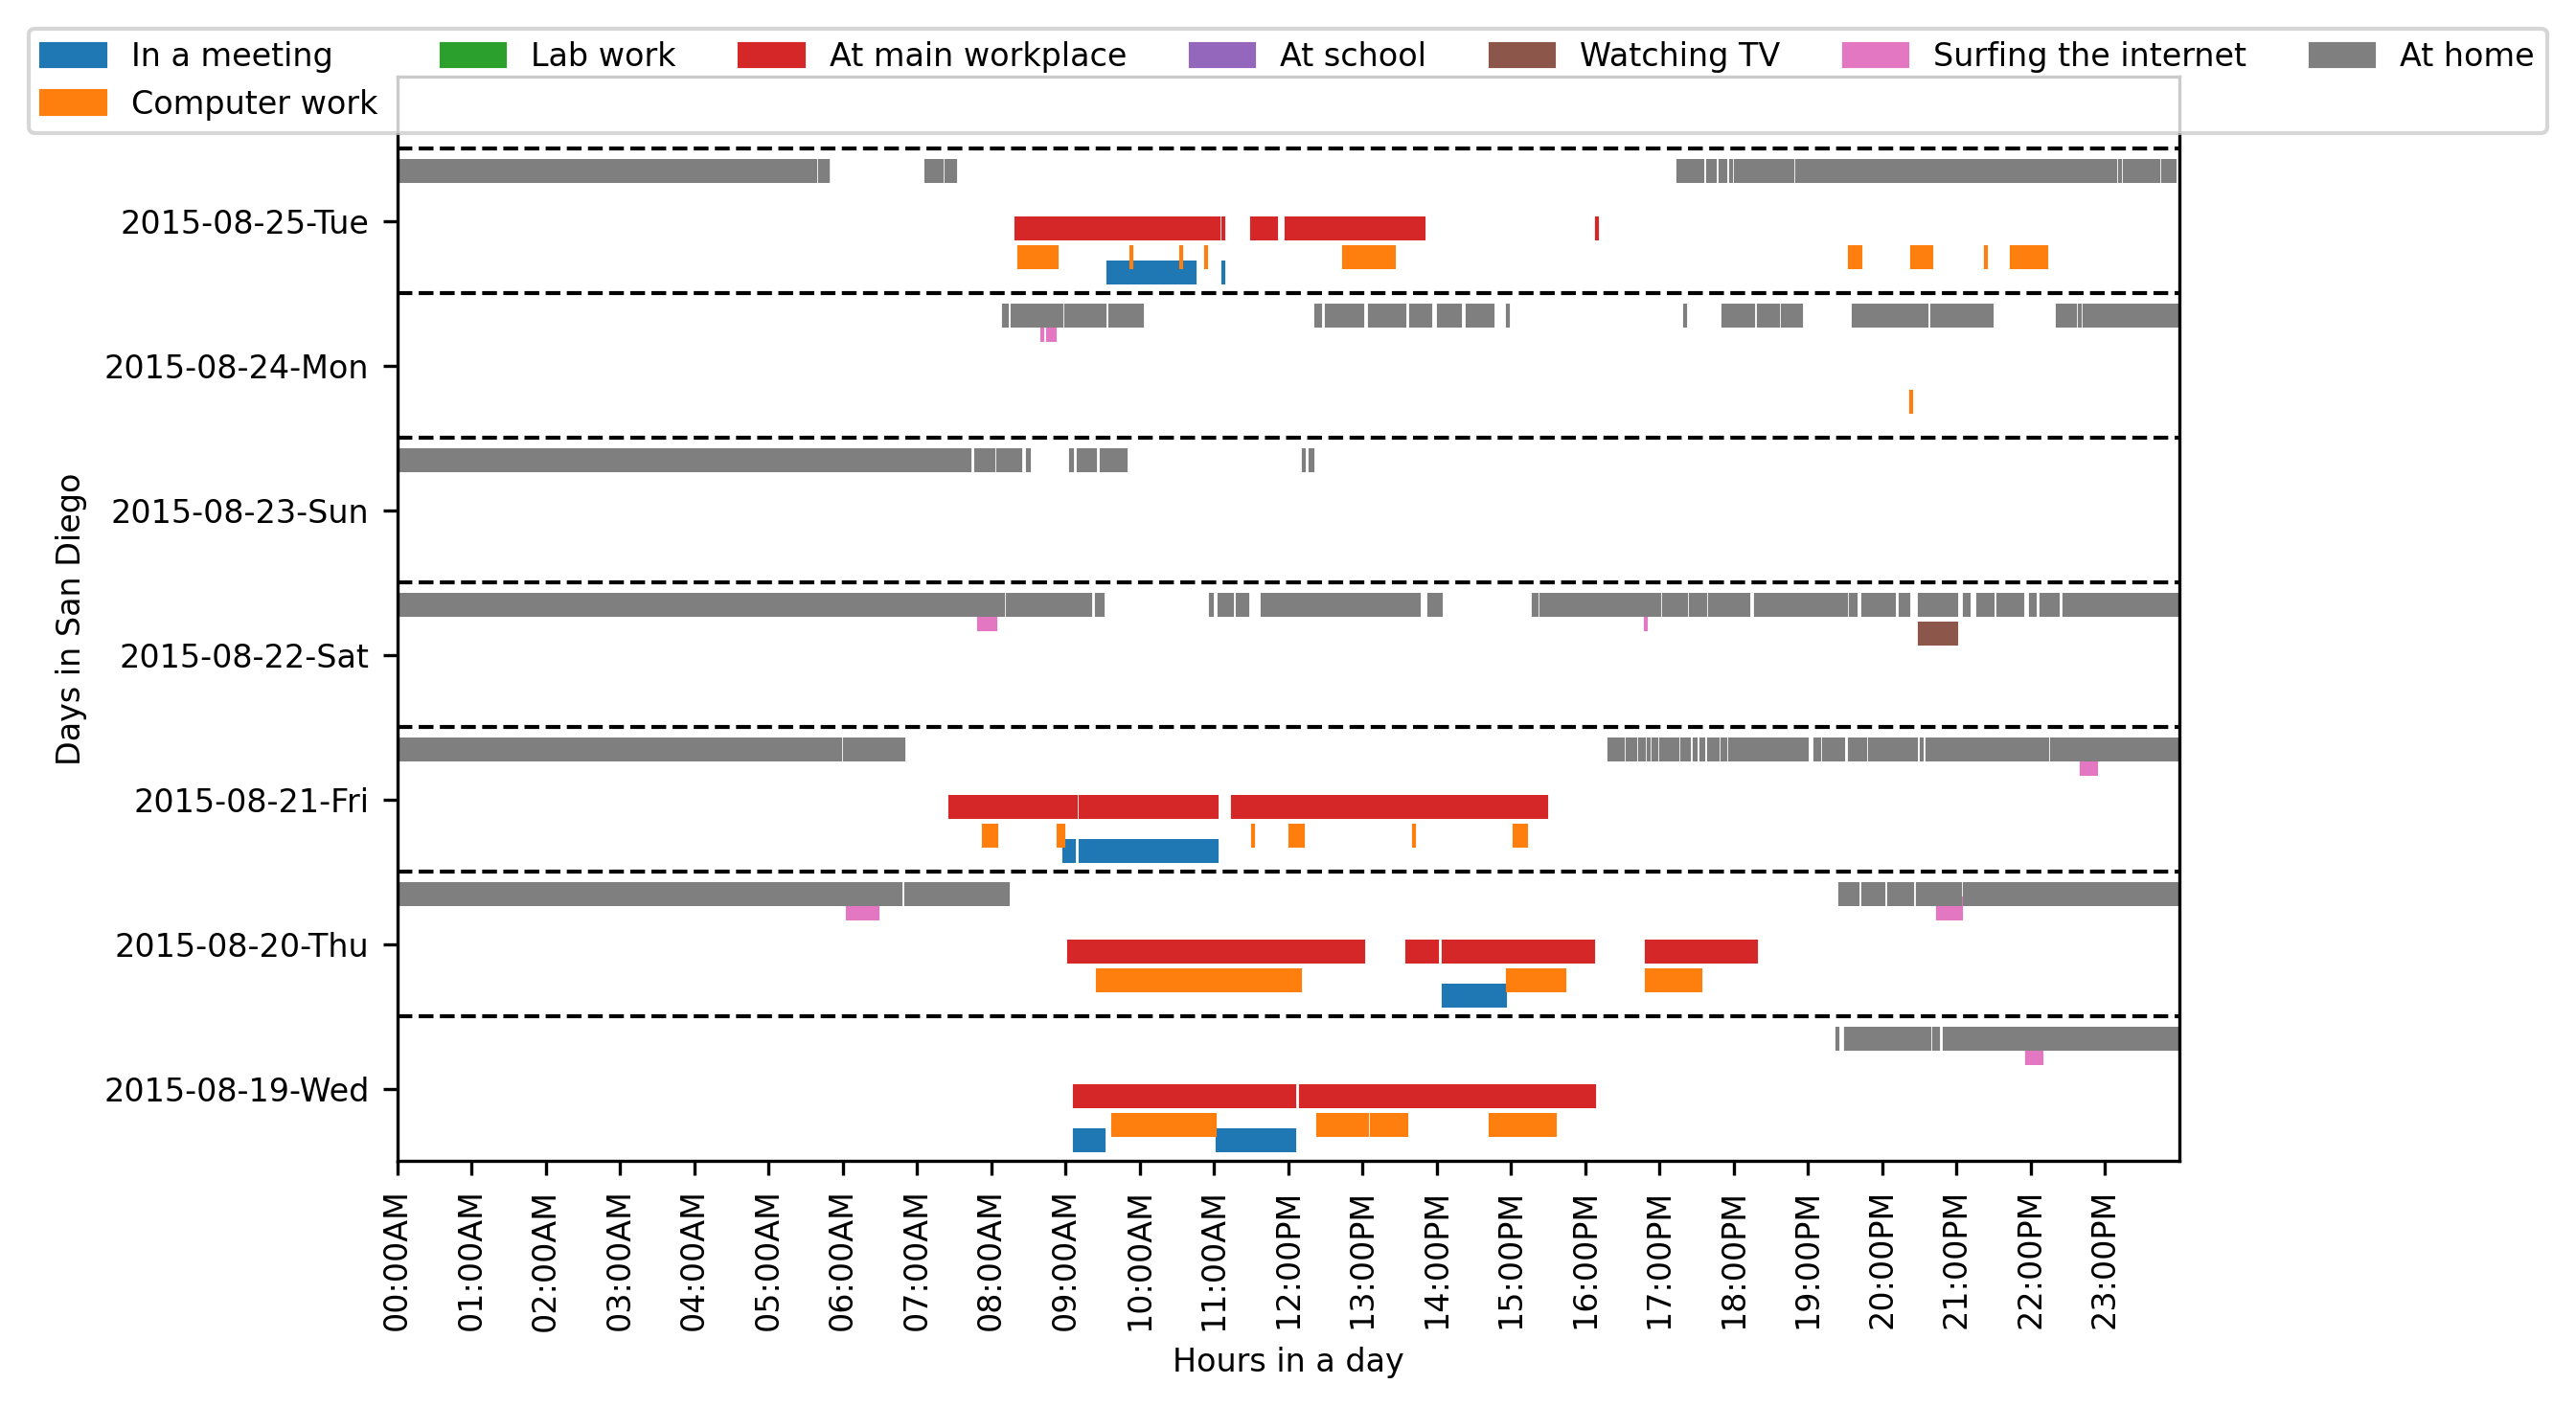 In a meeting Lab work At main workplace At school Watching TV Surfing the internet At home
Computer work
2015-08-25-Tue
2015-08-24-Mon
2015-08-23-Sun
2015-08-22-Sat
2015-08-21-Fri
2015-08-20-Thu
2015-08-19-Wed
Days in San Diego
00:00AM 01:00AM 02:00AM 03:00AM 04:00AM 05:00AM 06:00AM 07:00AM 08:00AM 09:00AM 10:00AM 11:00AM 12:00PM 13:00PM 14:00PM 15:00PM 16:00PM 17:00PM 18:00PM 19:00PM 20:00PM 21:00PM 22:00PM 23:00PM
Hours in a day